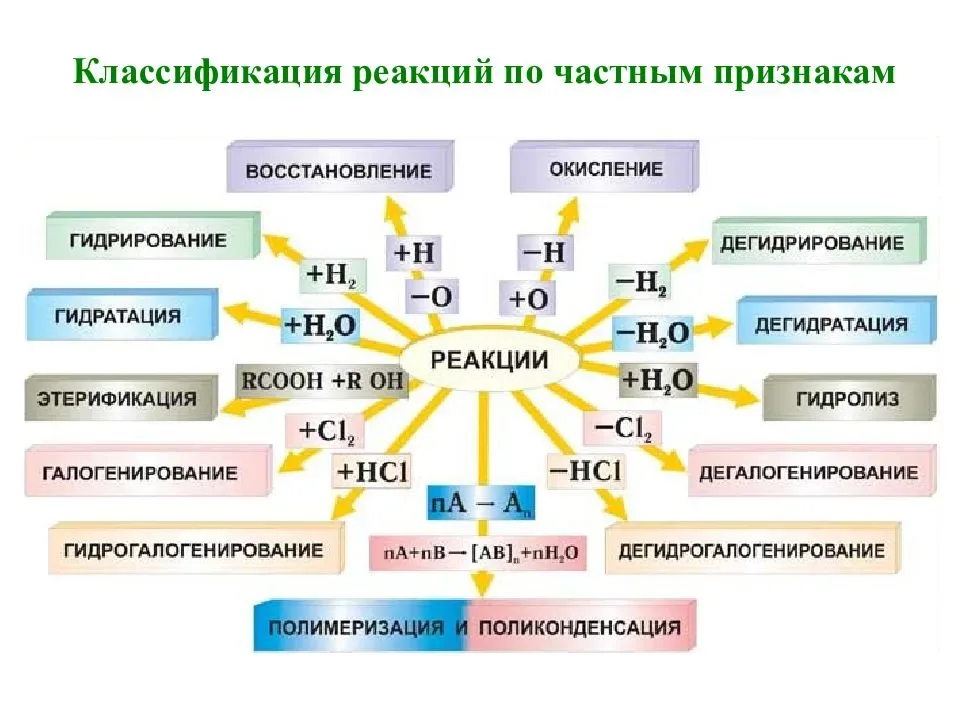 Классификация реакций по частным признакам
ВОССТАНОВЛЕНИЕ
ОКИСЛЕНИЕ
ГИДРИРОВАНИЕ
+H
−O
−H
+O
ДЕГИДРИРОВАНИЕ
+H₂
−H₂
ГИДРАТАЦИЯ
+H₂O
−H₂O
ДЕГИДРАТАЦИЯ
РЕАКЦИИ
ЭТЕРИФИКАЦИЯ
RCOOH +R OH
+H₂O
ГИДРОЛИЗ
+Cl₂
−Cl₂
ГАЛОГЕНИРОВАНИЕ
+HCl
−HCl
ДЕГАЛОГЕНИРОВАНИЕ
nA → Aₙ
ГИДРОГАЛОГЕНИРОВАНИЕ
nA+nB→ [AB]ₙ+nH₂O
ДЕГИДРОГАЛОГЕНИРОВАНИЕ
ПОЛИМЕРИЗАЦИЯ И ПОЛИКОНДЕНСАЦИЯ